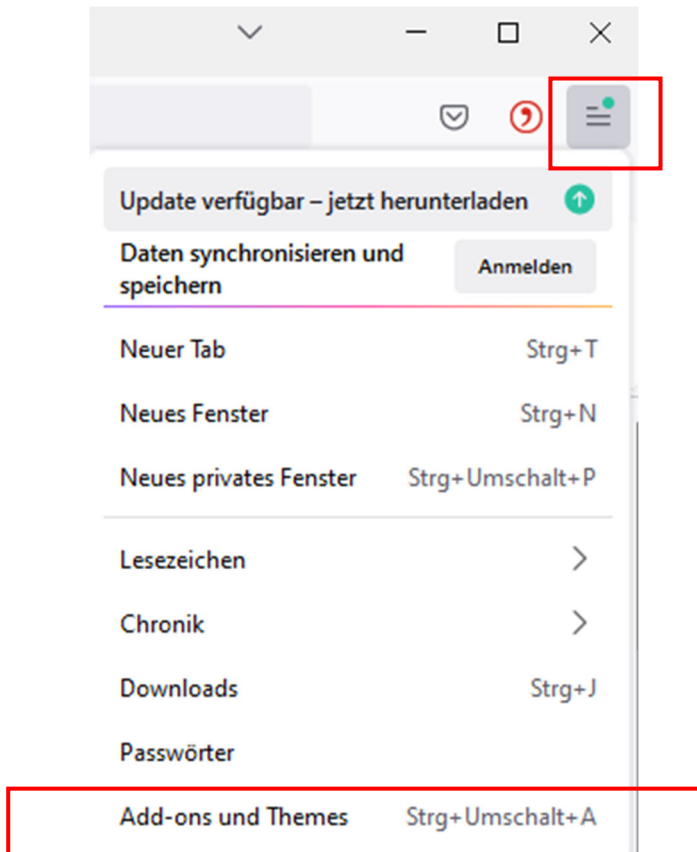 Update verfügbar – jetzt herunterladen
Daten synchronisieren und
speichern
Anmelden
Neuer Tab Strg+T
Neues Fenster Strg+N
Neues privates Fenster Strg+Umschalt+P
Lesezeichen
Chronik
Downloads Strg+J
Passwörter
Add-ons und Themes Strg+Umschalt+A